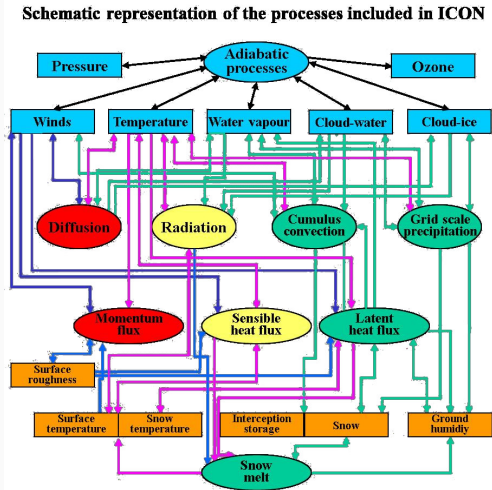 Schematic representation of the processes included in ICON
Adiabatic
processes
Pressure
Ozone
Winds
Temperature
Water vapour
Cloud-water
Cloud-ice
Diffusion
Radiation
Cumulus
convection
Grid scale
precipitation
Momentum
flux
Sensible
heat flux
Latent
heat flux
Surface
roughness
Surface
temperature
Snow
temperature
Interception
storage
Snow
Ground
humidiy
Snow
melt